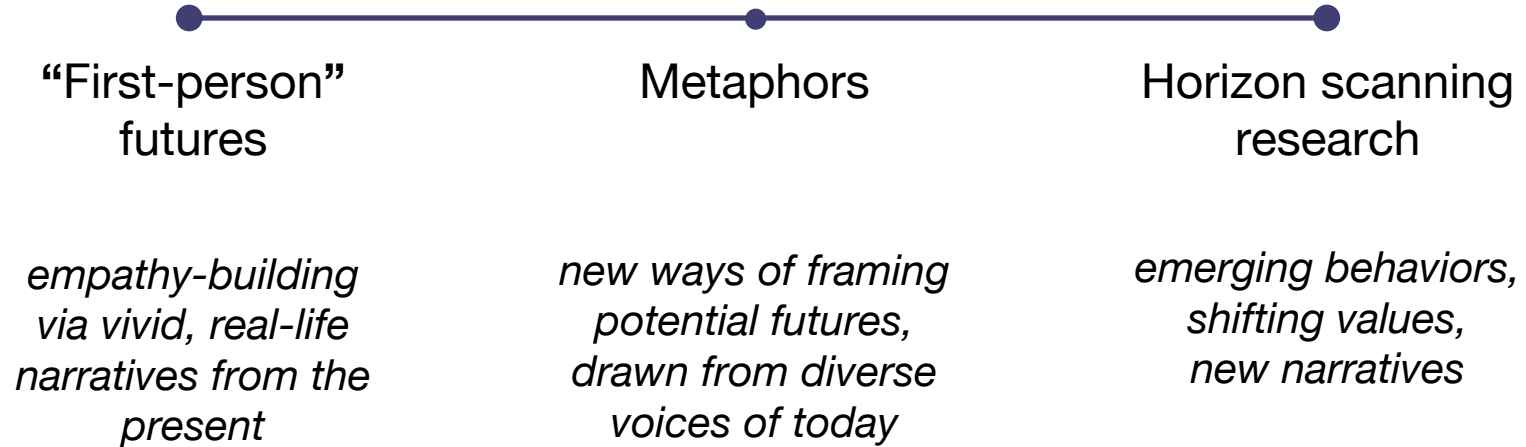 “First-person”
futures
empathy-building
via vivid, real-life
narratives from the
present
Metaphors
new ways of framing
potential futures,
drawn from diverse
voices of today
Horizon scanning
research
emerging behaviors,
shifting values,
new narratives